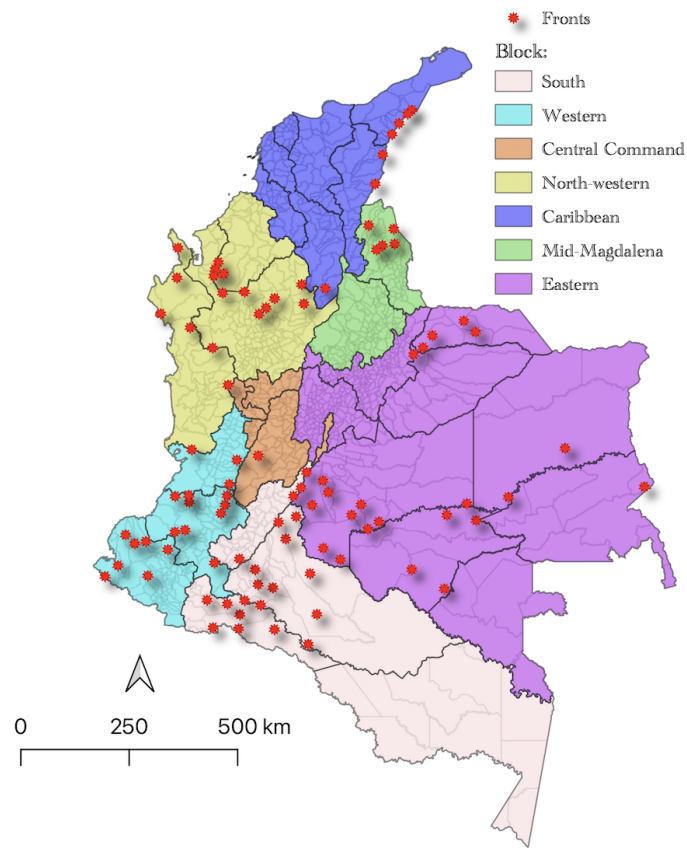 Fronts
Block:
South
Western
Central Command
North-western
Caribbean
Mid-Magdalena
Eastern
0 250 500 km